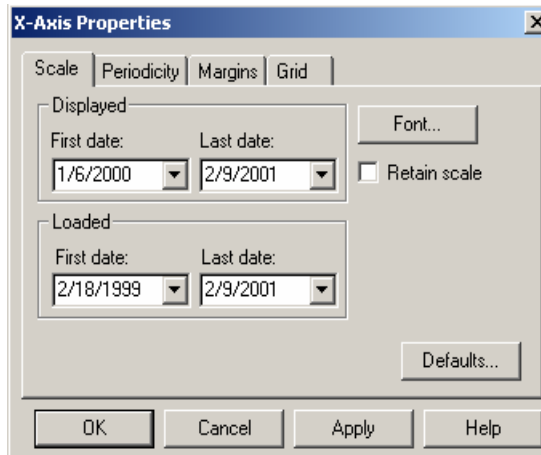 X-Axis Properties
Scale Periodicity Margins Grid
Displayed
First date: Last date:
1/6/2000 2/9/2001
Font...
Retain scale
Loaded
First date: Last date:
2/18/1999 2/9/2001
Defaults...
OK Cancel Apply Help